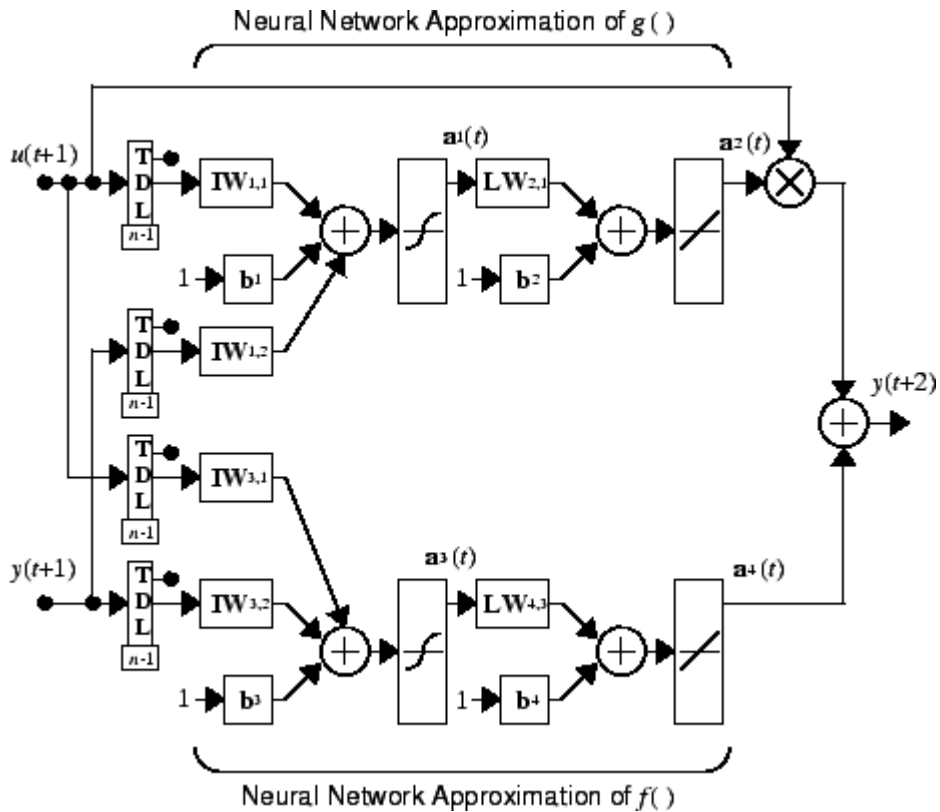 Neural Network Approximation of g ( )
u(t+1)
T
D
L
n-1
IW1,1
a1(t)
LW2,1
a2(t)
1
b1
1
b2
T
D
L
n-1
IW1,2
y(t+2)
T
D
L
n-1
IW3,1
y(t+1)
T
D
L
n-1
IW3,2
a3(t)
LW4,3
a4(t)
1
b3
1
b4
Neural Network Approximation of f ( )